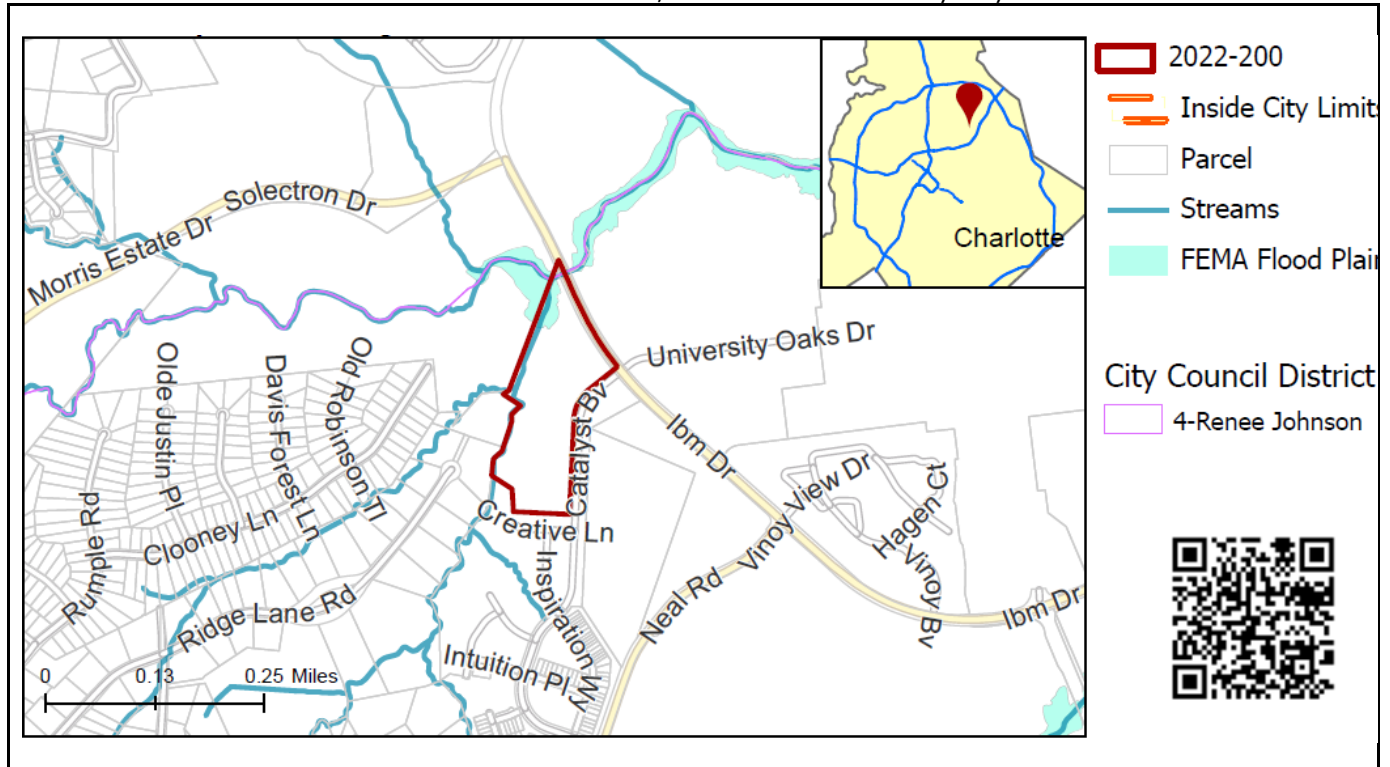 Solectron Dr
Morris Estate Dr
University Oaks Dr
Olde Justin Pl
Davis Forest Ln
Old Robinson Tl
Catalyst Bv
Ibm Dr
Rumple Rd
Clooney Ln
Creative Ln
Vinoy View Dr
Hagen Ct
Vinoy Bv
Ibm Dr
Ridge Lane Rd
Inspiration Wy
Neal Rd
Intuition Pl
0 0.13 0.25 Miles
Charlotte
2022-200
Inside City Limits
Parcel
Streams
FEMA Flood Plai
City Council District
4-Renee Johnson